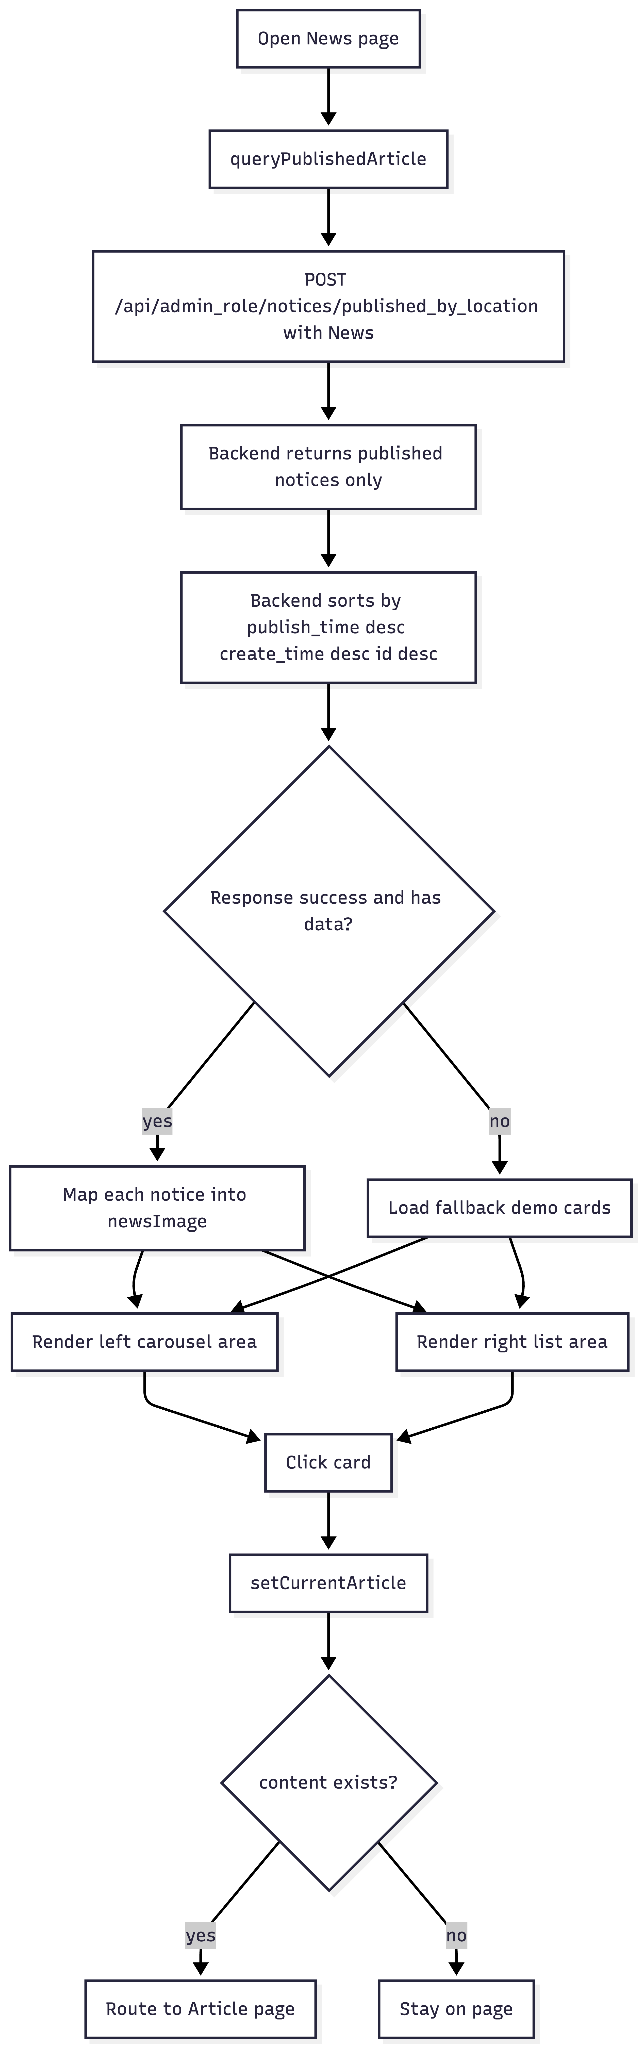 Open News page
queryPublishedArticle
POST
/api/admin_role/notices/published_by_location
with News
Backend returns published
notices only
Backend sorts by
publish_time desc
create_time desc id desc
Response success and has
data?
yes
no
Map each notice into
newsImage
Load fallback demo cards
Render left carousel area
Render right list area
Click card
setCurrentArticle
content exists?
yes
no
Route to Article page
Stay on page